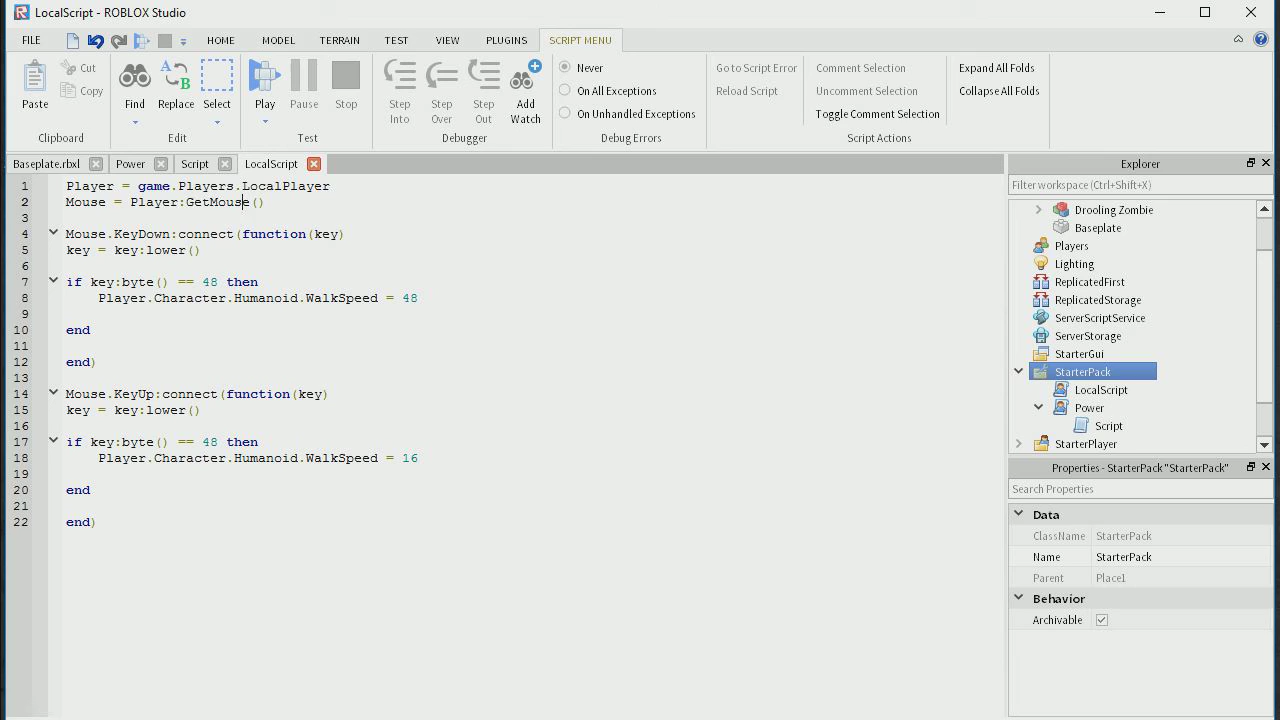 LocalScript - ROBLOX Studio
FILE HOME MODEL TERRAIN TEST VIEW PLUGINS SCRIPT MENU
Paste Cut Copy Clipboard
Find Replace Select Edit
Play Pause Stop Test
Step Into Step Over Step Out Add Watch Debugger
Never
On All Exceptions
On Unhandled Exceptions
Debug Errors
Go to Script Error
Reload Script
Comment Selection
Uncomment Selection
Toggle Comment Selection
Expand All Folds
Collapse All Folds
Script Actions
Baseplate.rbxl Power Script LocalScript
1 Player = game.Players.LocalPlayer
2 Mouse = Player:GetMouse()
3
4 Mouse.KeyDown:connect(function(key)
5 key = key:lower()
6
7 if key:byte() == 48 then
8 Player.Character.Humanoid.WalkSpeed = 48
9
10 end
11
12 end)
13
14 Mouse.KeyUp:connect(function(key)
15 key = key:lower()
16
17 if key:byte() == 48 then
18 Player.Character.Humanoid.WalkSpeed = 16
19
20 end
21
22 end)
Explorer
Filter workspace (Ctrl+Shift+X)
Drooling Zombie
Baseplate
Players
Lighting
ReplicatedFirst
ReplicatedStorage
ServerScriptService
ServerStorage
StarterGui
StarterPack
LocalScript
Power
Script
StarterPlayer
Properties - StarterPack "StarterPack"
Search Properties
Data
ClassName StarterPack
Name StarterPack
Parent Place1
Behavior
Archivable